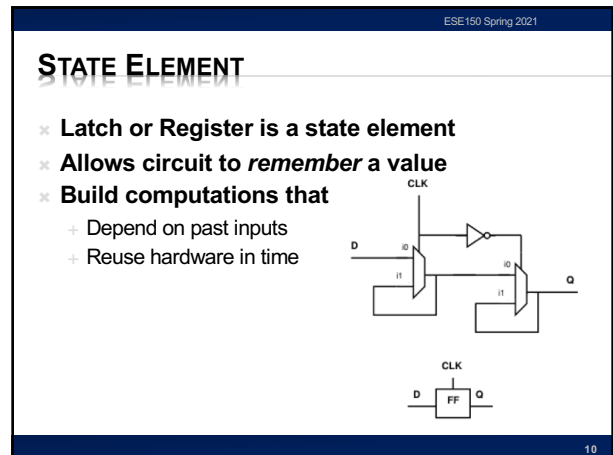 ESE150 Spring 2021
STATE ELEMENT
Latch or Register is a state element
Allows circuit to remember a value
Build computations that
+ Depend on past inputs
+ Reuse hardware in time
CLK
D
i0
i1
i0
i1
Q
CLK
D
FF
Q
10